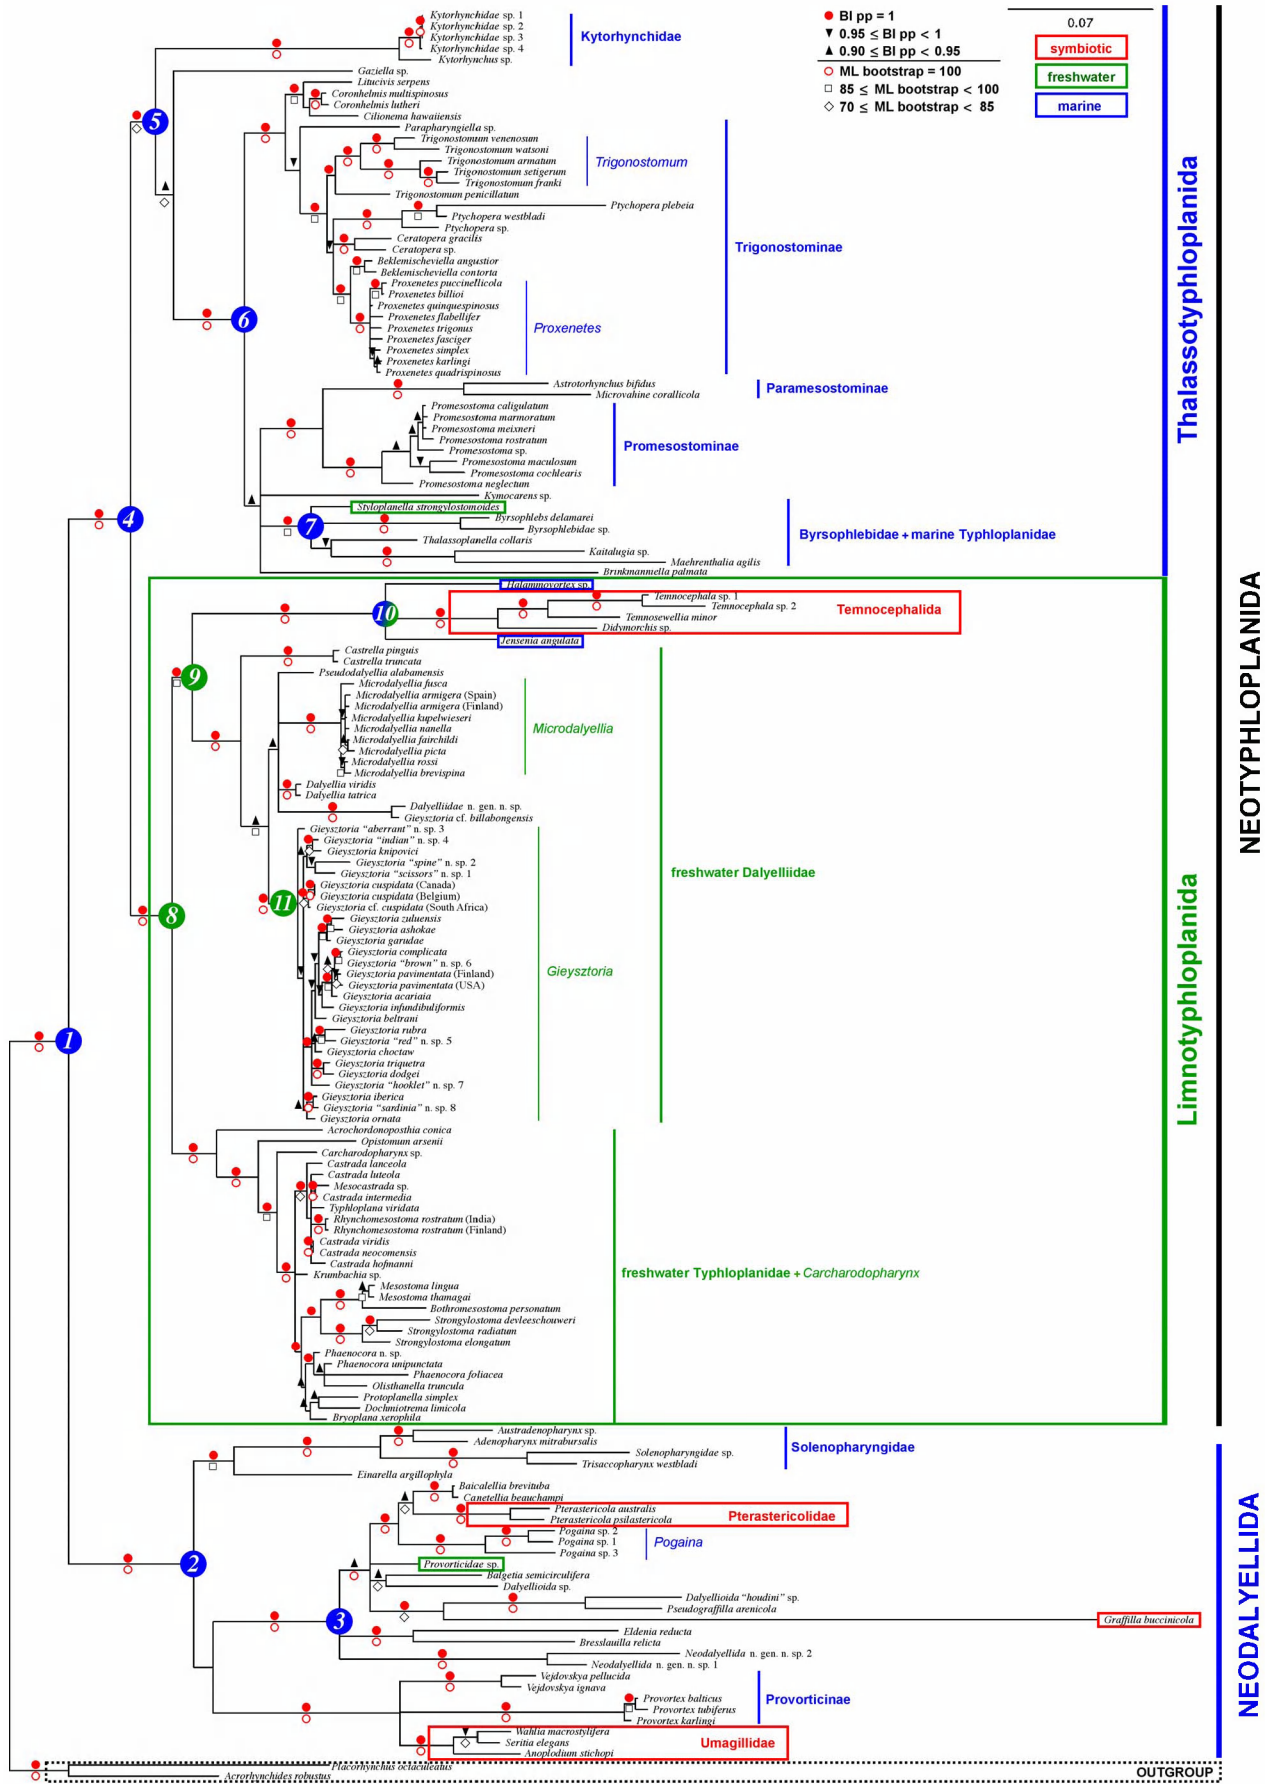 Kytorhynchidae sp. 1
Kytorhynchidae sp. 2
Kytorhynchidae sp. 3
Kytorhynchidae sp. 4
Kytorhynchus sp.
Kytorhynchidae
BI pp = 1
0.95 ≤ BI pp < 1
0.90 ≤ BI pp < 0.95
ML bootstrap = 100
85 ≤ ML bootstrap < 100
70 ≤ ML bootstrap < 85
0.07
symbiotic
freshwater
marine
Gaziella sp.
Litucivis serpens
Coronhelmis multispinosus
Coronhelmis lutheri
Cilionema hawaiiensis
Parapharyngiella sp.
Trigonostomum venenosum
Trigonostomum watsoni
Trigonostomum armatum
Trigonostomum setigerum
Trigonostomum franki
Trigonostomum penicillatum
Trigonostomum
Ptychopera plebeia
Ptychopera westbladi
Ptychopera sp.
Ceratopera gracilis
Ceratopera sp.
Beklemischeviella angustior
Beklemischeviella contorta
Proxenetes puccinellicola
Proxenetes billioi
Proxenetes quinquespinosus
Proxenetes flabellifer
Proxenetes trigonus
Proxenetes fasciger
Proxenetes simplex
Proxenetes karlingi
Proxenetes quadrispinosus
Proxenetes
Trigonostominae
Astrotorhynchus bifidus
Microvahine corallicola
Paramesostominae
Promesostoma caligulatum
Promesostoma marmoratum
Promesostoma meixneri
Promesostoma rostratum
Promesostoma sp.
Promesostoma maculosum
Promesostoma cochlearis
Promesostoma neglectum
Promesostominae
Kymocarens sp.
Styloplanella strongylostomoides
Byrsophlebs delamarei
Byrsophlebidae sp.
Thalassoplanella collaris
Kaitalugia sp.
Maehrenthalia agilis
Byrsophlebidae + marine Typhloplanidae
Brinkmanniella palmata
Thalassotyphloplanida
5
6
4
7
Halammovortex sp.
Temnocephala sp. 1
Temnocephala sp. 2
Temnosewellia minor
Didymorchis sp.
Temnocephalida
Jensenia angulata
10
9
Castrella pinguis
Castrella truncata
Pseudodalyellia alabamensis
Microdalyellia fusca
Microdalyellia armigera (Spain)
Microdalyellia armigera (Finland)
Microdalyellia kupelwieseri
Microdalyellia nanella
Microdalyellia fairchildi
Microdalyellia picta
Microdalyellia rossi
Microdalyellia brevispina
Microdalyellia
Dalyellia viridis
Dalyellia tatrica
Dalyelliidae n. gen. n. sp.
Gieysztoria cf. billabongensis
Gieysztoria “aberrant” n. sp. 3
Gieysztoria “indian” n. sp. 4
Gieysztoria knipovici
Gieysztoria “spine” n. sp. 2
Gieysztoria “scissors” n. sp. 1
Gieysztoria cuspidata (Canada)
Gieysztoria cuspidata (Belgium)
Gieysztoria cf. cuspidata (South Africa)
Gieysztoria zuluensis
Gieysztoria ashokae
Gieysztoria garudae
Gieysztoria complicata
Gieysztoria “brown” n. sp. 6
Gieysztoria pavimentata (Finland)
Gieysztoria pavimentata (USA)
Gieysztoria acariaia
Gieysztoria infundibuliformis
Gieysztoria beltrani
Gieysztoria rubra
Gieysztoria “red” n. sp. 5
Gieysztoria choctaw
Gieysztoria triquetra
Gieysztoria dodgei
Gieysztoria “hooklet” n. sp. 7
Gieysztoria iberica
Gieysztoria “sardinia” n. sp. 8
Gieysztoria ornata
Gieysztoria
freshwater Dalyelliidae
11
8
Acrochordonoposthia conica
Opistomum arsenii
Carcharodopharynx sp.
Castrada lanceola
Castrada luteola
Mesocastrada sp.
Castrada intermedia
Typhloplana viridata
Rhynchomesostoma rostratum (India)
Rhynchomesostoma rostratum (Finland)
Castrada viridis
Castrada neocomensis
Castrada hofmanni
Krumbachia sp.
Mesostoma lingua
Mesostoma thamagai
Bothromesostoma personatum
Strongylostoma devleeschouweri
Strongylostoma radiatum
Strongylostoma elongatum
Phaenocora n. sp.
Phaenocora unipunctata
Phaenocora foliacea
Olisthanella truncula
Protoplanella simplex
Dochmiotrema limicola
Bryoplana xerophila
freshwater Typhloplanidae + Carcharodopharynx
Limnotyphloplanida
NEOTYPHLOPLANIDA
1
Austradenopharynx sp.
Adenopharynx mitrabursalis
Solenopharyngidae sp.
Trisaccopharynx westbladi
Solenopharyngidae
Einarella argillophyla
Baicalellia brevituba
Canetellia beauchampi
Pterastericola australis
Pterastericola psilastericola
Pterastericolidae
Pogaina sp. 2
Pogaina sp. 1
Pogaina sp. 3
Pogaina
Provorticidae sp.
Balgetia semicirculifera
Dalyellioida sp.
Dalyellioida “houdini” sp.
Pseudograffilla arenicola
Graffilla buccinicola
2
3
Eldenia reducta
Bresslauilla relicta
Neodalyellida n. gen. n. sp. 2
Neodalyellida n. gen. n. sp. 1
Vejdovskya pellucida
Vejdovskya ignava
Provortex balticus
Provortex tubiferus
Provortex karlingi
Provorticinae
Wahlia macrostylifera
Seritia elegans
Anoplodium stichopi
Umagillidae
NEODALYELLIDA
Placorhynchus octaculeatus
Acrorhynchides robustus
OUTGROUP